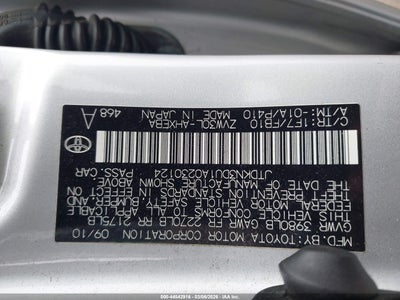 MFD. BY: TOYOTA MOTOR CORPORATION 09/10
GVWR 3980LB GAWR FR 2270LB RR 2175LB
THIS VEHICLE CONFORMS TO ALL APPLICABLE
FEDERAL MOTOR VEHICLE SAFETY, BUMPER, AND
THEFT PREVENTION STANDARDS IN EFFECT ON
THE DATE OF MANUFACTURE SHOWN ABOVE.
JTDKN3DU1A0230124 PASS. CAR
C/TR:1F7/FB10 ZVW30L-AHXEBA 468
A/TM:-01A/P410 MADE IN JAPAN A
000-44542916 - 03/06/2026 - IAA